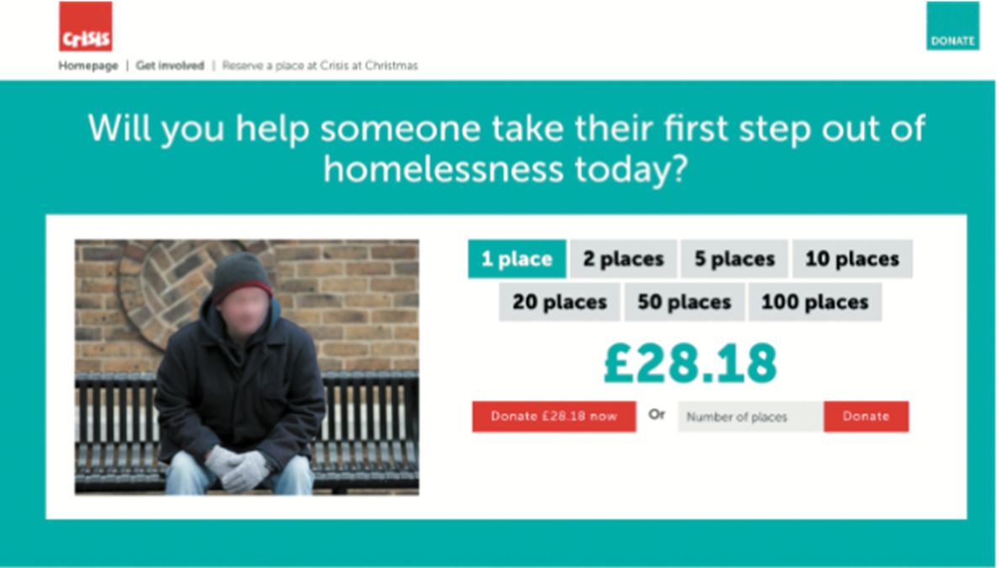 crisis
DONATE
Homepage | Get involved | Reserve a place at Crisis at Christmas
Will you help someone take their first step out of
homelessness today?
1 place 2 places 5 places 10 places
20 places 50 places 100 places
£28.18
Donate £28.18 now Or Number of places Donate